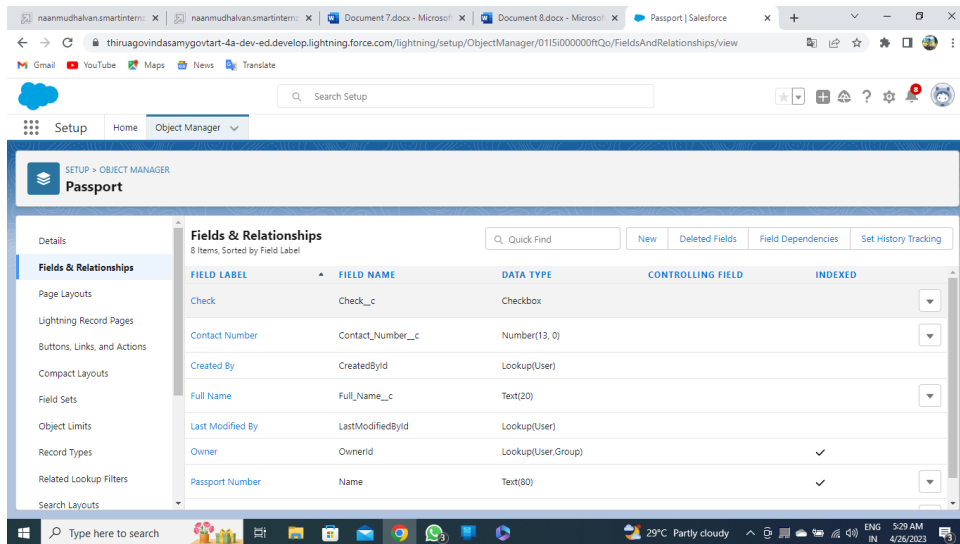 naanmudhalvan.smartintern: x
naanmudhalvan.smartintern: x
Document 7.docx - Microsof x
Document 8.docx - Microsof x
Passport | Salesforce x
thiruagovindasamygovtart-4a-dev-ed.develop.lightning.force.com/lightning/setup/ObjectManager/01I5i000000ftQo/FieldsAndRelationships/view
Gmail YouTube Maps News Translate
Search Setup
8
Setup Home Object Manager
SETUP > OBJECT MANAGER
Passport
Details
Fields & Relationships
Page Layouts
Lightning Record Pages
Buttons, Links, and Actions
Compact Layouts
Field Sets
Object Limits
Record Types
Related Lookup Filters
Search Layouts
Fields & Relationships
8 Items, Sorted by Field Label
Quick Find
New Deleted Fields Field Dependencies Set History Tracking
FIELD LABEL FIELD NAME DATA TYPE CONTROLLING FIELD INDEXED
Check Check__c Checkbox
Contact Number Contact_Number__c Number(13, 0)
Created By CreatedById Lookup(User)
Full Name Full_Name__c Text(20)
Last Modified By LastModifiedById Lookup(User)
Owner OwnerId Lookup(User,Group)
Passport Number Name Text(80)
Type here to search
29°C Partly cloudy
ENG
IN
5:29 AM
4/26/2023